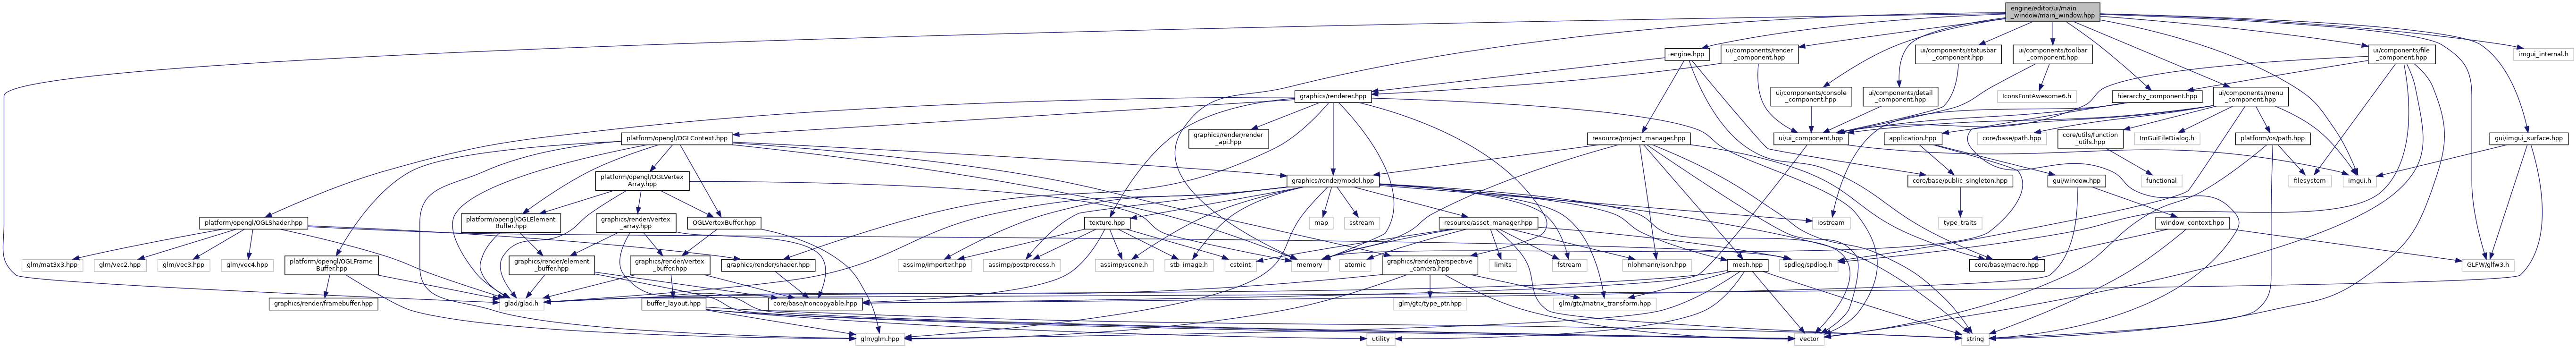 engine/editor/ui/main
_window/main_window.hpp
engine.hpp
ui/components/render
_component.hpp
ui/components/statusbar
_component.hpp
ui/components/toolbar
_component.hpp
ui/components/file
_component.hpp
imgui_internal.h
graphics/renderer.hpp
ui/components/console
_component.hpp
ui/components/detail
_component.hpp
IconsFontAwesome6.h
hierarchy_component.hpp
ui/components/menu
_component.hpp
platform/opengl/OGLContext.hpp
graphics/render/render
_api.hpp
resource/project_manager.hpp
ui/ui_component.hpp
application.hpp
core/base/path.hpp
core/utils/function
_utils.hpp
ImGuiFileDialog.h
platform/os/path.hpp
gui/imgui_surface.hpp
platform/opengl/OGLVertex
Array.hpp
graphics/render/model.hpp
core/base/public_singleton.hpp
gui/window.hpp
functional
filesystem
imgui.h
platform/opengl/OGLShader.hpp
platform/opengl/OGLElement
Buffer.hpp
graphics/render/vertex
_array.hpp
OGLVertexBuffer.hpp
texture.hpp
map
sstream
resource/asset_manager.hpp
iostream
type_traits
window_context.hpp
glm/mat3x3.hpp
glm/vec2.hpp
glm/vec3.hpp
glm/vec4.hpp
platform/opengl/OGLFrame
Buffer.hpp
graphics/render/element
_buffer.hpp
graphics/render/vertex
_buffer.hpp
graphics/render/shader.hpp
assimp/Importer.hpp
assimp/postprocess.h
assimp/scene.h
stb_image.h
cstdint
memory
atomic
graphics/render/perspective
_camera.hpp
limits
fstream
nlohmann/json.hpp
mesh.hpp
spdlog/spdlog.h
core/base/macro.hpp
GLFW/glfw3.h
graphics/render/framebuffer.hpp
glad/glad.h
buffer_layout.hpp
core/base/noncopyable.hpp
glm/gtc/type_ptr.hpp
glm/gtc/matrix_transform.hpp
glm/glm.hpp
utility
vector
string